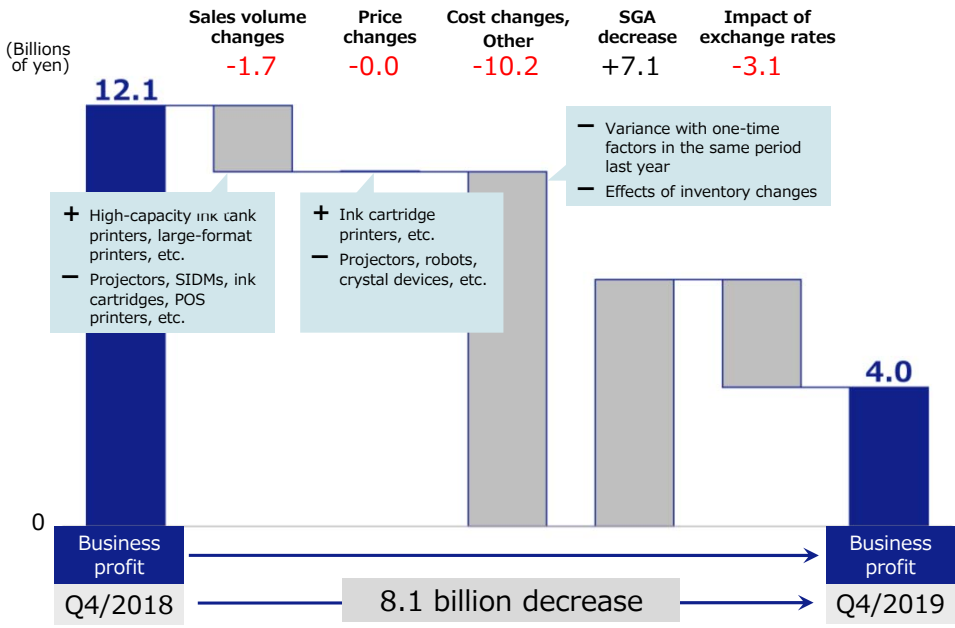 (Billions
of yen)
Sales volume
changes
-1.7
Price
changes
-0.0
Cost changes,
Other
-10.2
SGA
decrease
+7.1
Impact of
exchange rates
-3.1
12.1
− Variance with one-time
factors in the same period
last year
− Effects of inventory changes
+ High-capacity ink tank
printers, large-format
printers, etc.
− Projectors, SIDMs, ink
cartridges, POS
printers, etc.
+ Ink cartridge
printers, etc.
− Projectors, robots,
crystal devices, etc.
4.0
0
Business
profit
Q4/2018
8.1 billion decrease
Business
profit
Q4/2019